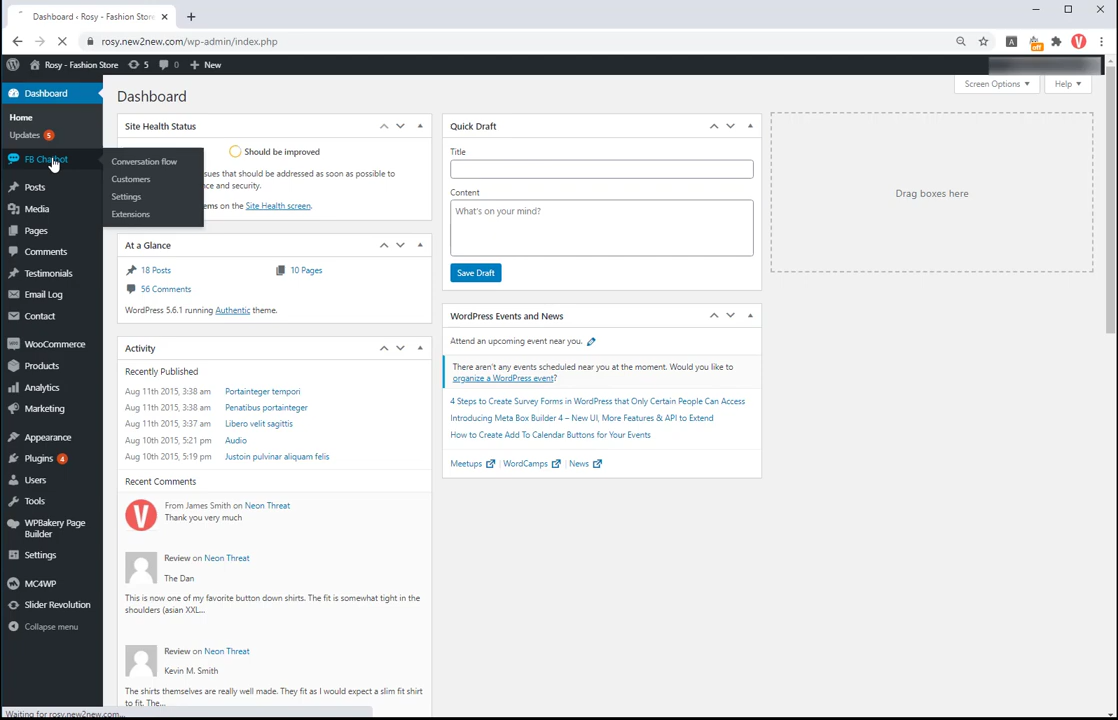 Dashboard ‹ Rosy - Fashion Store
rosy.new2new.com/wp-admin/index.php
off
Rosy - Fashion Store 5 0 New
Dashboard
Home
Updates 5
FB Chatbot
Posts
Media
Pages
Comments
Testimonials
Email Log
Contact
WooCommerce
Products
Analytics
Marketing
Appearance
Plugins 4
Users
Tools
WPBakery Page
Builder
Settings
MC4WP
Slider Revolution
Collapse menu
Waiting for rosy.new2new.com...
Conversation flow
Customers
Settings
Extensions
Dashboard
Screen Options
Help
Site Health Status
Should be improved
sues that should be addressed as soon as possible to
ce and security.
ems on the Site Health screen.
At a Glance
18 Posts
10 Pages
56 Comments
WordPress 5.6.1 running Authentic theme.
Activity
Recently Published
Aug 11th 2015, 3:38 am Portainteger tempori
Aug 11th 2015, 3:38 am Penatibus portainteger
Aug 11th 2015, 3:37 am Libero velit sagittis
Aug 10th 2015, 5:21 pm Audio
Aug 10th 2015, 5:19 pm Justoin pulvinar aliquam felis
Recent Comments
From James Smith on Neon Threat
Thank you very much
Review on Neon Threat
The Dan
This is now one of my favorite button down shirts. The fit is somewhat tight in the
shoulders (asian XXL...
Review on Neon Threat
Kevin M. Smith
The shirts themselves are really well made. They fit as I would expect a slim fit shirt
to fit. The...
Quick Draft
Title
Content
What's on your mind?
Save Draft
WordPress Events and News
Attend an upcoming event near you.
There aren't any events scheduled near you at the moment. Would you like to
organize a WordPress event?
4 Steps to Create Survey Forms in WordPress that Only Certain People Can Access
Introducing Meta Box Builder 4 – New UI, More Features & API to Extend
How to Create Add To Calendar Buttons for Your Events
Meetups | WordCamps | News
Drag boxes here